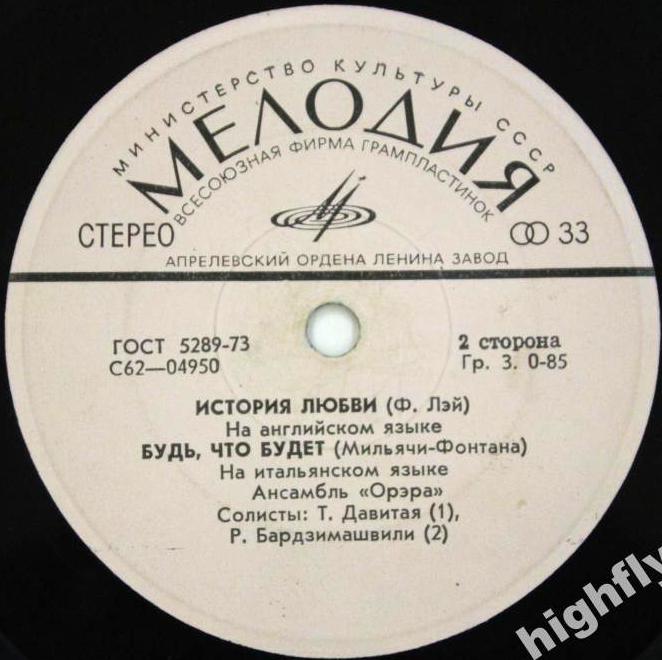 МИНИСТЕРСТВО КУЛЬТУРЫ СССР
МЕЛОДИЯ
ВСЕСОЮЗНАЯ ФИРМА ГРАМПЛАСТИНОК
СТЕРЕО
33
АПРЕЛЕВСКИЙ ОРДЕНА ЛЕНИНА ЗАВОД
ГОСТ 5289-73
2 сторона
С62—04950
Гр. 3. 0-85
ИСТОРИЯ ЛЮБВИ (Ф. Лэй)
На английском языке
БУДЬ, ЧТО БУДЕТ (Мильячи-Фонтана)
На итальянском языке
Ансамбль «Орэра»
Солисты: Т. Давитая (1),
Р. Бардзимашвили (2)
highfly